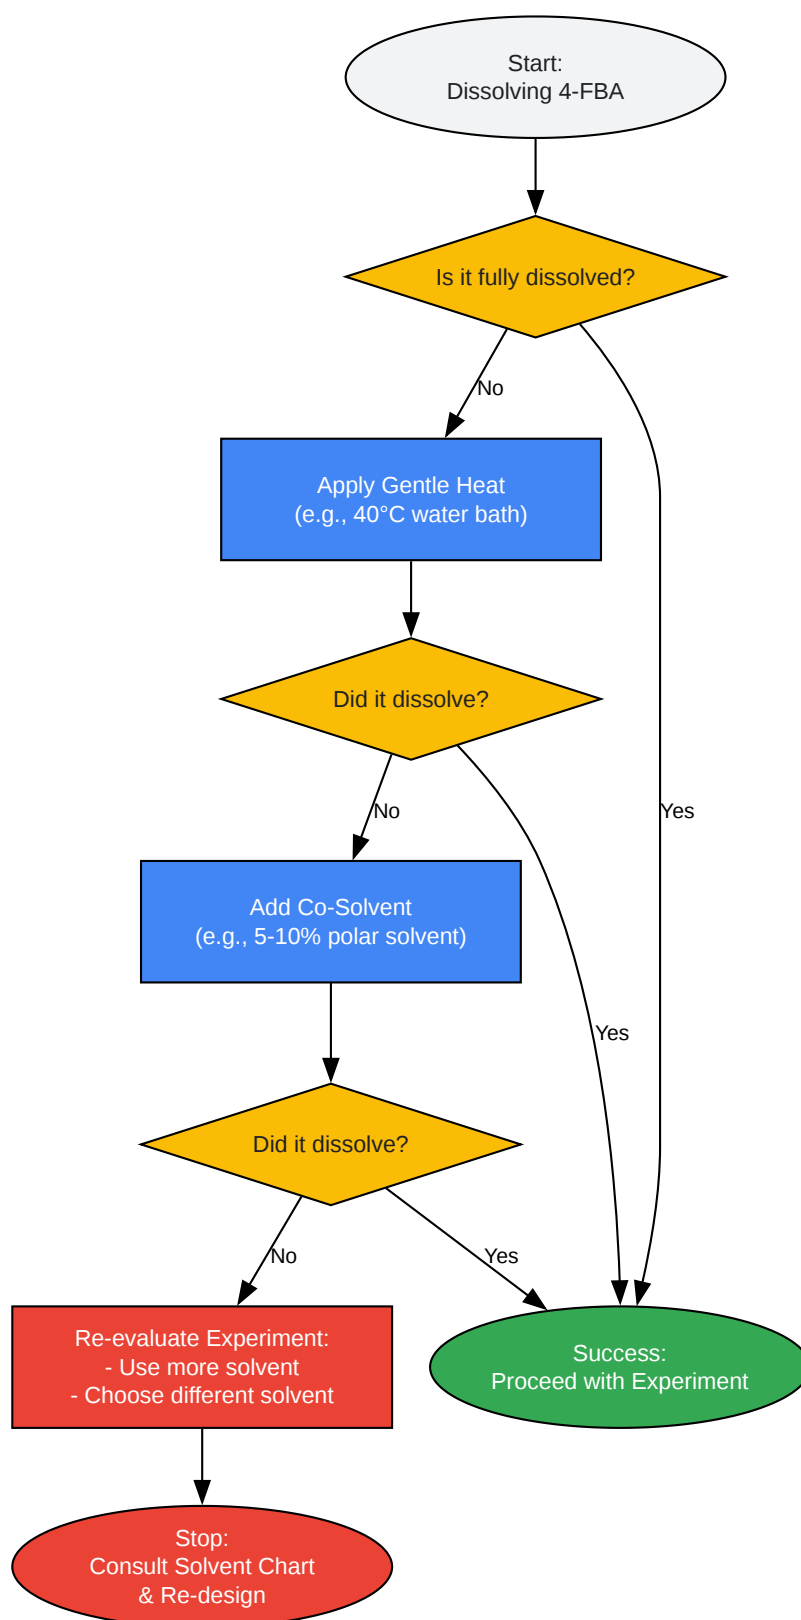 Start:
Dissolving 4-FBA
Is it fully dissolved?
No
Apply Gentle Heat
(e.g., 40°C water bath)
Did it dissolve?
No
Yes
Add Co-Solvent
(e.g., 5-10% polar solvent)
Yes
Did it dissolve?
No
Yes
Re-evaluate Experiment:
- Use more solvent
- Choose different solvent
Success:
Proceed with Experiment
Stop:
Consult Solvent Chart
& Re-design